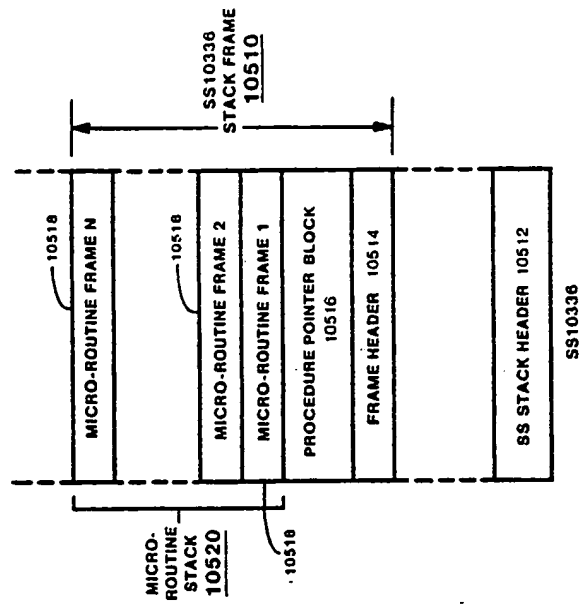 SS10336
STACK FRAME
10510
10518
MICRO-ROUTINE FRAME N
10518
MICRO-ROUTINE FRAME 2
MICRO-ROUTINE FRAME 1
PROCEDURE POINTER BLOCK
10516
FRAME HEADER 10514
SS STACK HEADER 10512
SS10336
MICRO-
ROUTINE
STACK
10520
10518